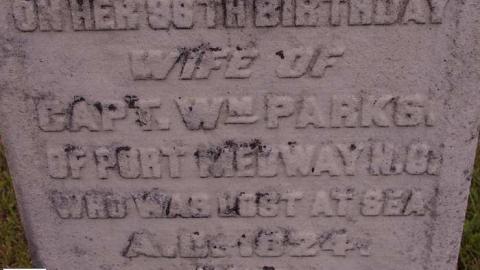 ON HER 98TH BIRTHDAY
WIFE OF
CAPT. WM PARKS.
OF PORT MEDWAY N.S.
WHO WAS LOST AT SEA
A.D. 1824.